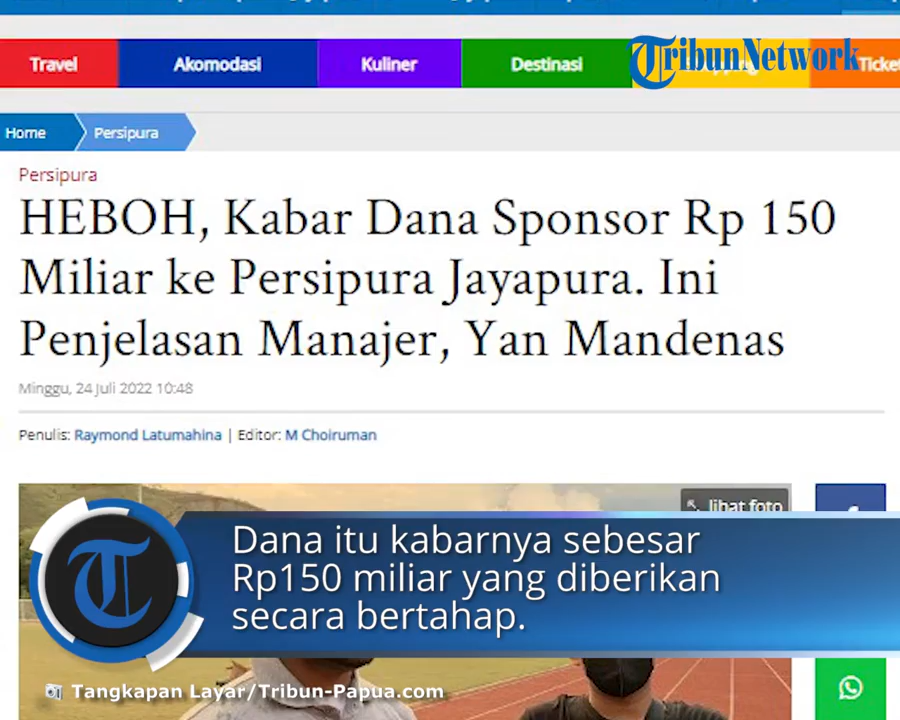 Travel
Akomodasi
Kuliner
Destinasi
TribunNetwork
Ticket
Home
Persipura
Persipura
HEBOH, Kabar Dana Sponsor Rp 150
Miliar ke Persipura Jayapura. Ini
Penjelasan Manajer, Yan Mandenas
Minggu, 24 Juli 2022 10:48
Penulis: Raymond Latumahina | Editor: M Choiruman
lihat foto
Dana itu kabarnya sebesar
Rp150 miliar yang diberikan
secara bertahap.
Tangkapan Layar/Tribun-Papua.com